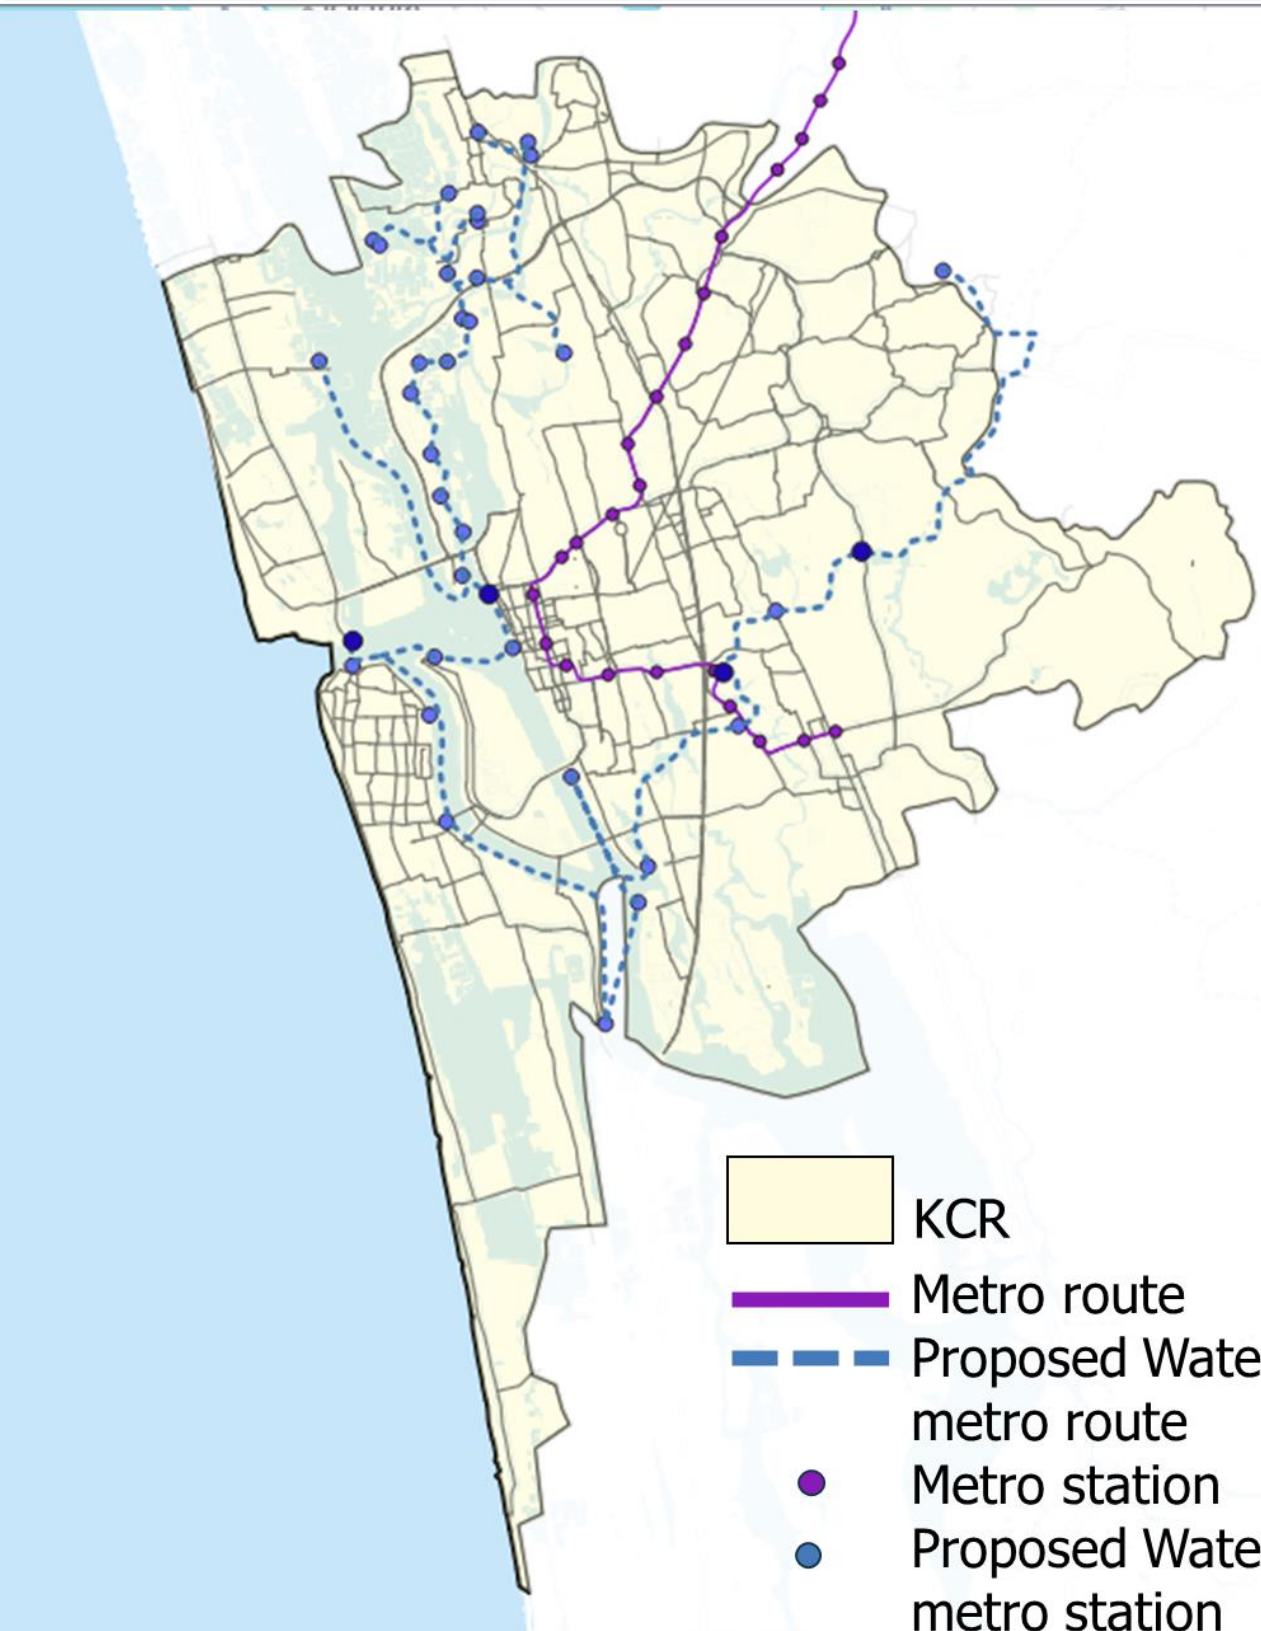 KCR
Metro route
Proposed Wate
metro route
Metro station
Proposed Wate
metro station